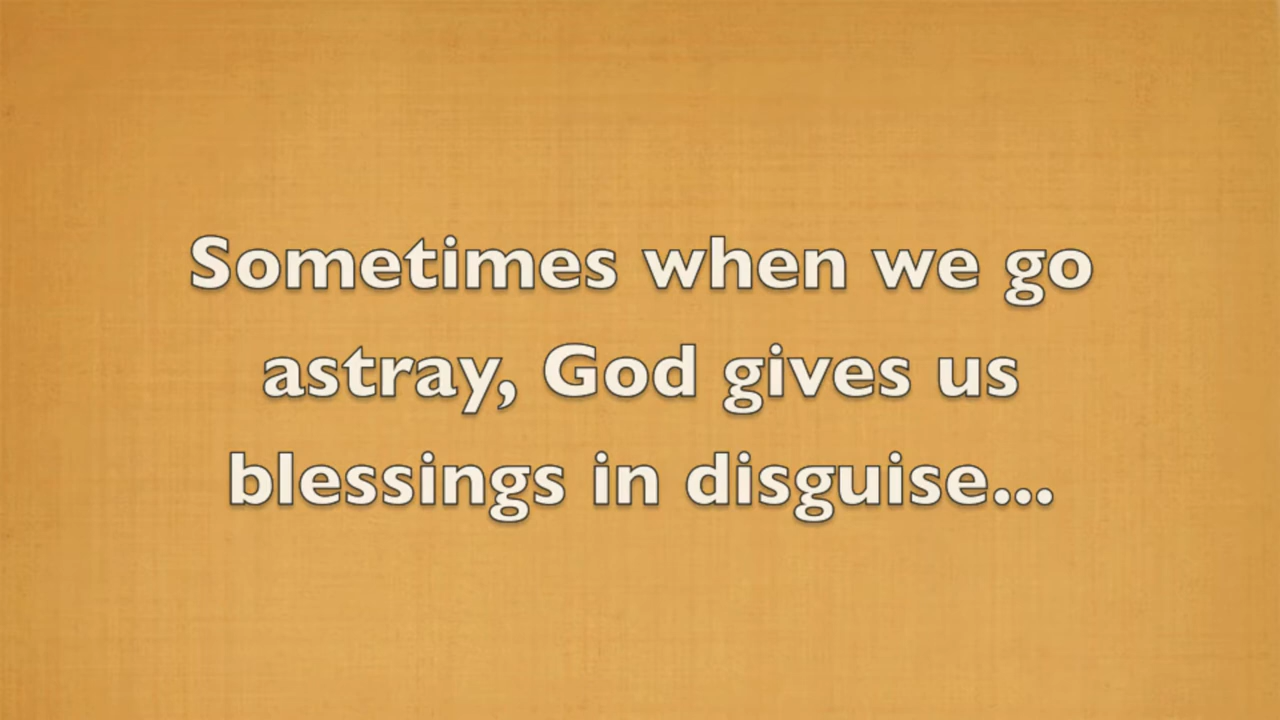 Sometimes when we go
astray, God gives us
blessings in disguise...